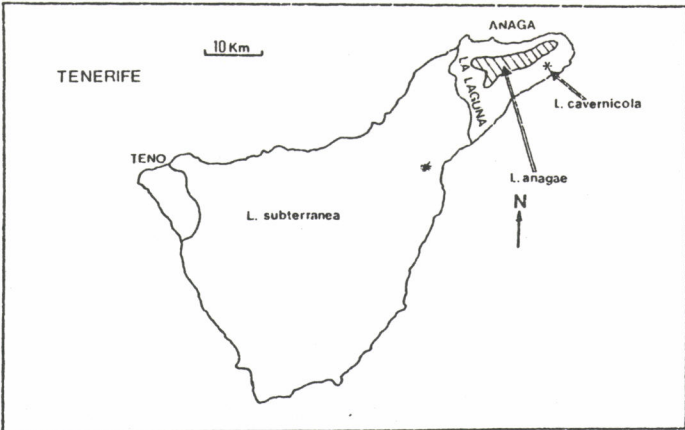 ANAGA
10 Km
TENERIFE
LA LAGUNA
L. cavernicola
TENO
L. anagae
N
L. subterranea